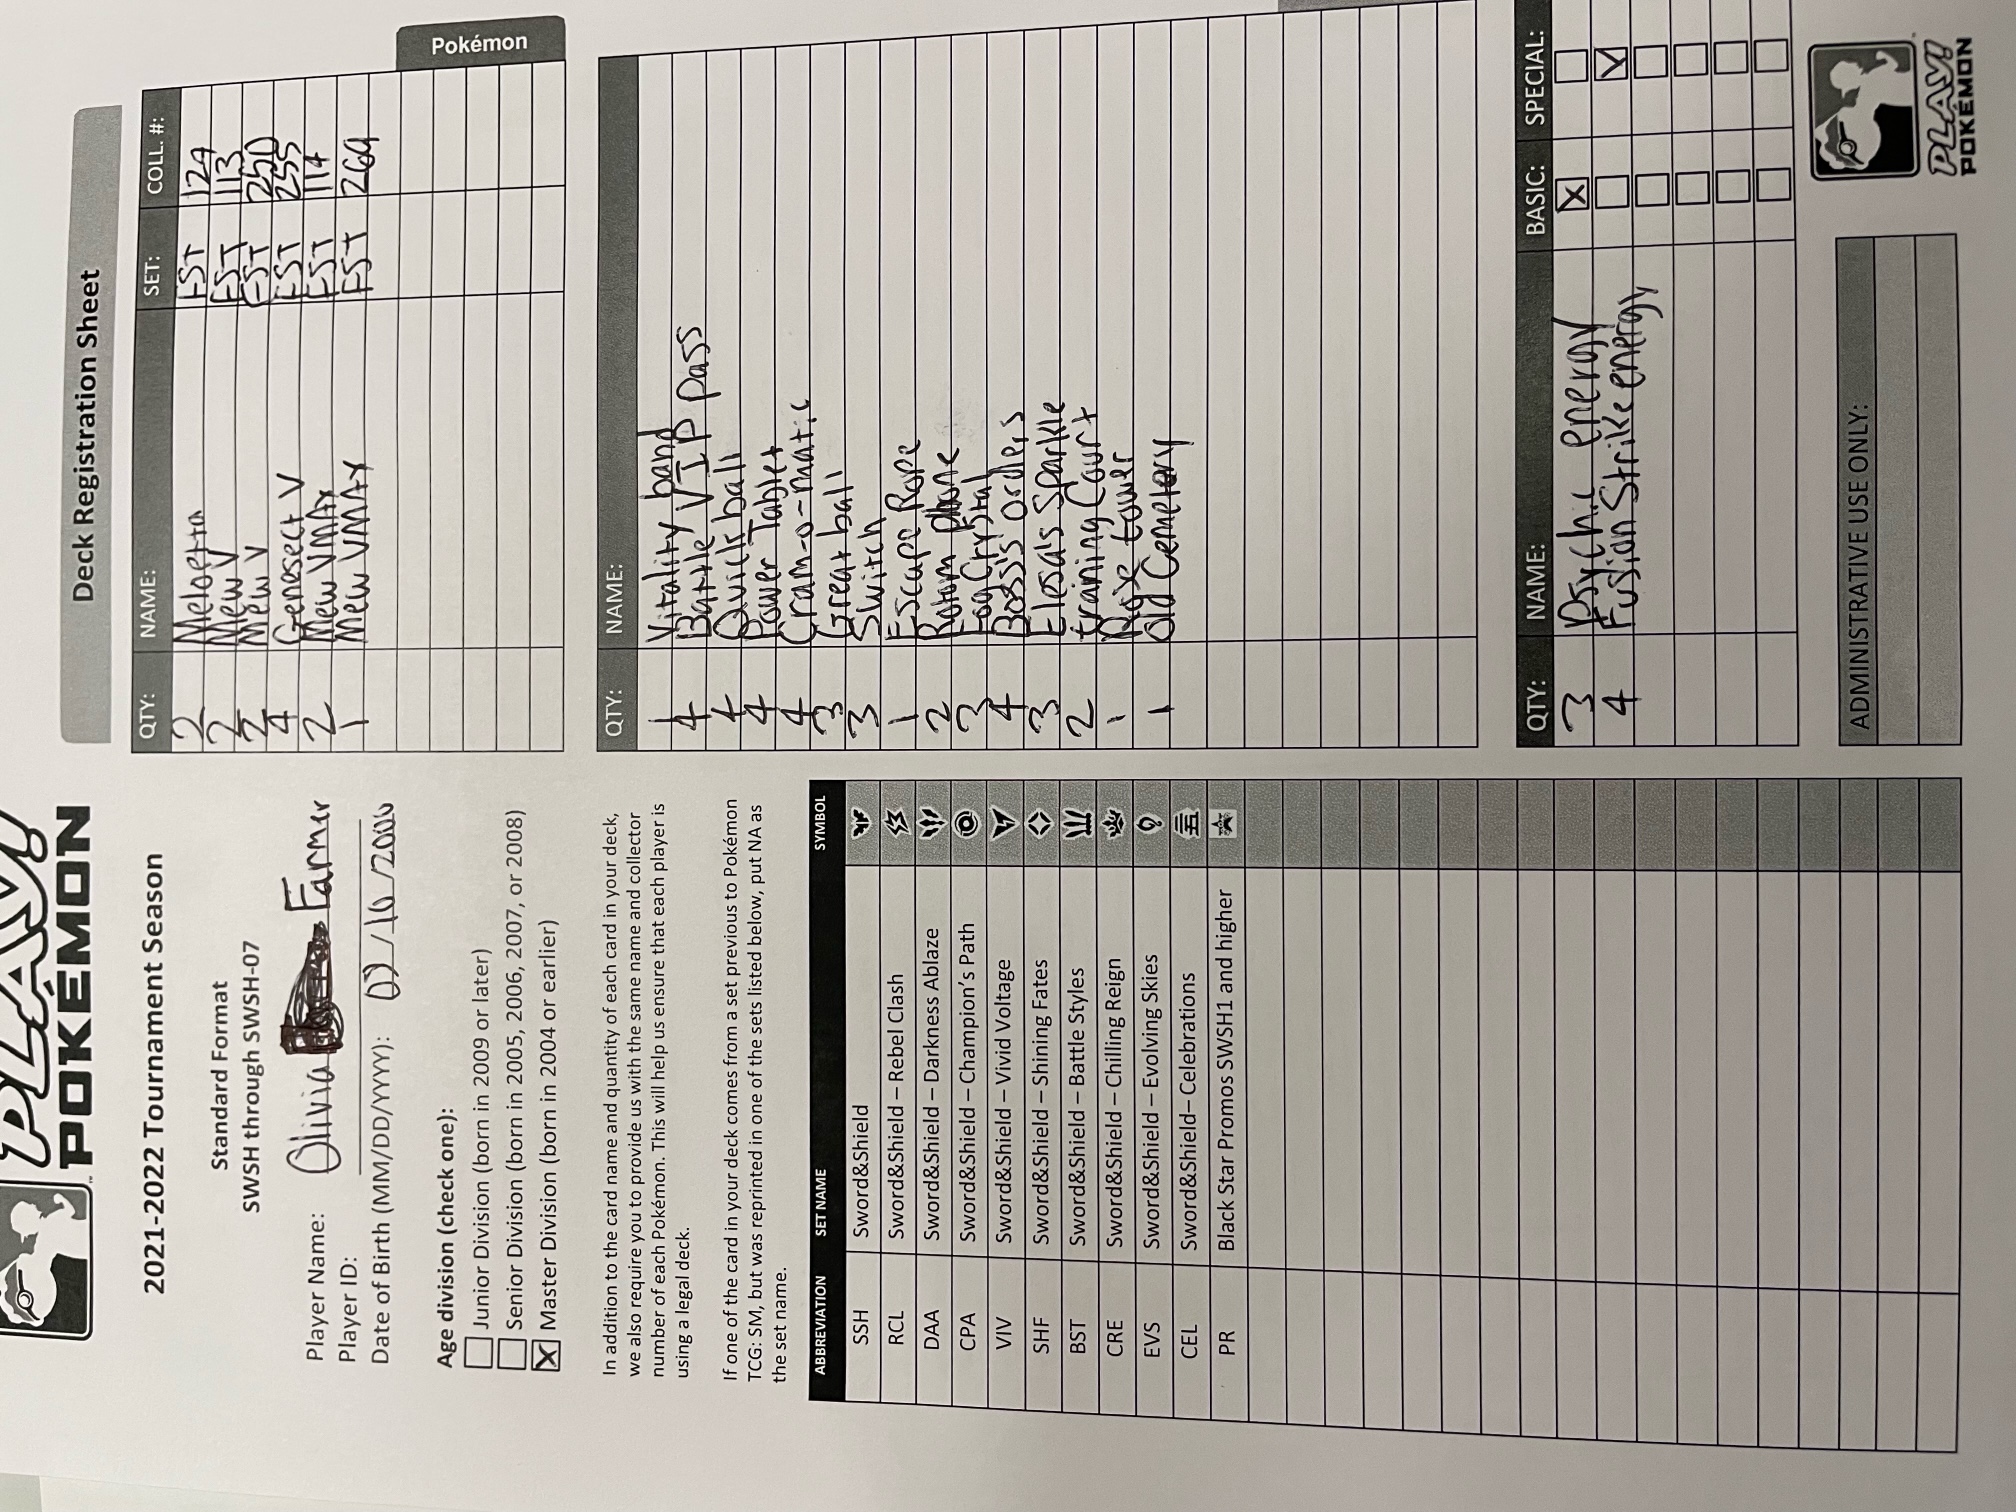 PLAY!
POKÉMON
2021-2022 Tournament Season
Standard Format
SWSH through SWSH-07
Player Name: Olivia Farmer
Player ID:
Date of Birth (MM/DD/YYYY): 07/10/2000
Age division (check one):
Junior Division (born in 2009 or later)
Senior Division (born in 2005, 2006, 2007, or 2008)
Master Division (born in 2004 or earlier)
In addition to the card name and quantity of each card in your deck,
we also require you to provide us with the same name and collector
number of each Pokémon. This will help us ensure that each player is
using a legal deck.
If one of the card in your deck comes from a set previous to Pokémon
TCG: SM, but was reprinted in one of the sets listed below, put NA as
the set name.
ABBREVIATION SET NAME SYMBOL
SSH Sword&Shield
RCL Sword&Shield – Rebel Clash
DAA Sword&Shield – Darkness Ablaze
CPA Sword&Shield – Champion's Path
VIV Sword&Shield – Vivid Voltage
SHF Sword&Shield – Shining Fates
BST Sword&Shield – Battle Styles
CRE Sword&Shield – Chilling Reign
EVS Sword&Shield – Evolving Skies
CEL Sword&Shield– Celebrations
PR Black Star Promos SWSH1 and higher
Deck Registration Sheet
QTY: NAME: SET: COLL. #:
2 Meloetta FST 124
2 Mew V FST 113
2 Mew V FST 250
4 Genesect V FST 255
2 Mew VMAX FST 114
1 Mew VMAX FST 269
Pokémon
QTY: NAME:
1 Vitality band
4 Battle VIP pass
4 Quick ball
4 Power Tablet
4 Cram-o-matic
3 Great ball
3 Switch
1 Escape Rope
2 Rotom phone
3 Fog Crystal
4 Boss's orders
3 Elesa's Sparkle
2 training Court
1 Rose tower
1 Old Cemetery
QTY: NAME: BASIC: SPECIAL:
3 Psychic energy
4 Fusion Strike energy
ADMINISTRATIVE USE ONLY:
PLAY!
POKÉMON